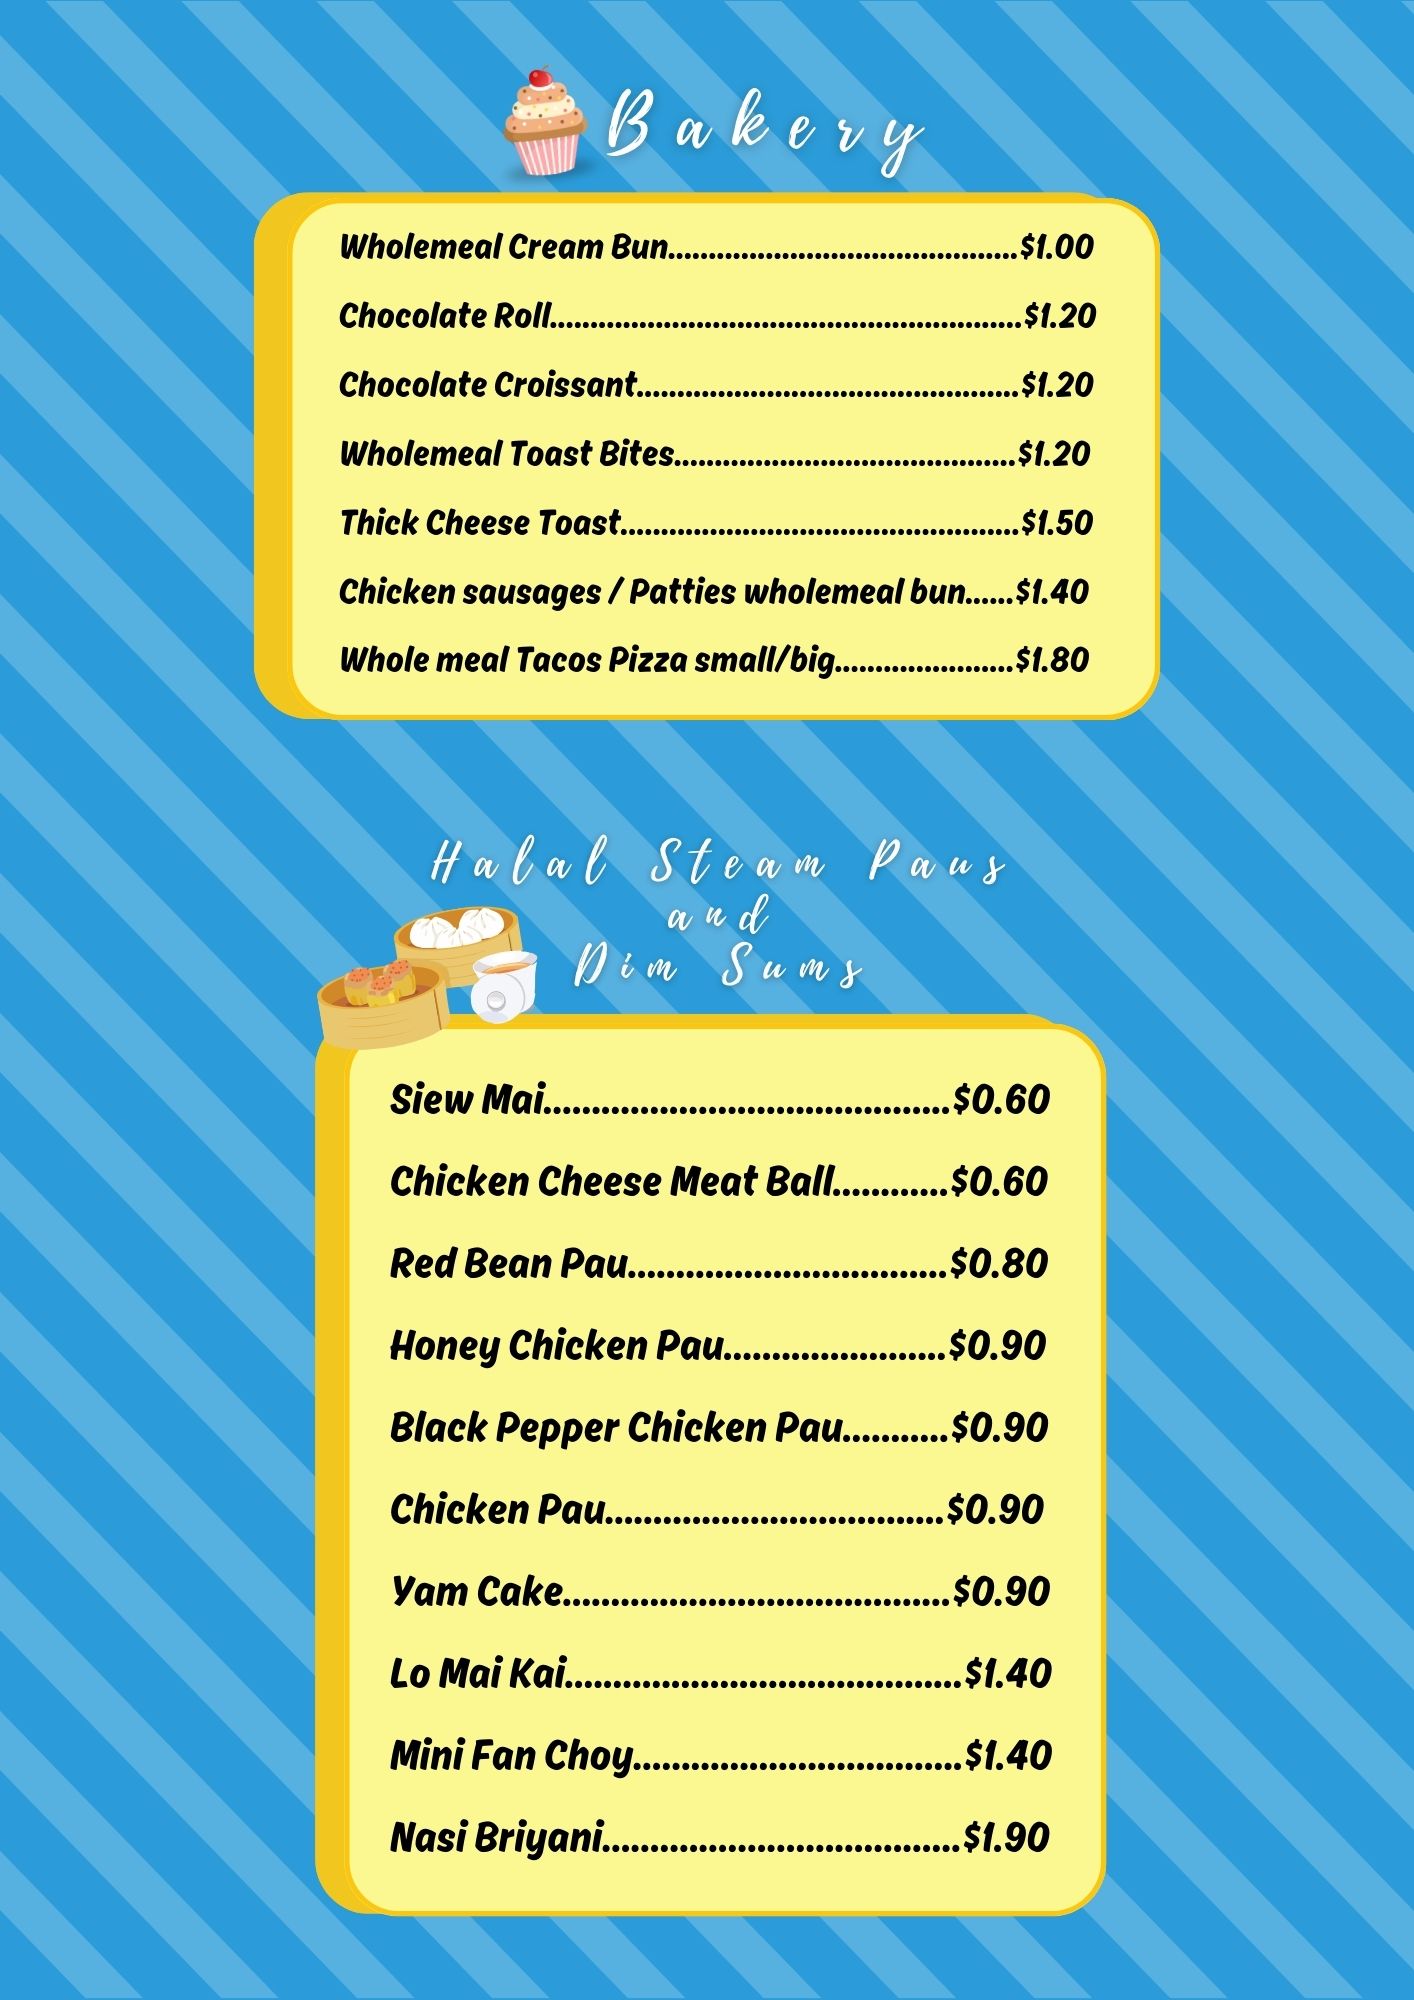 Bakery
Wholemeal Cream Bun...........................................$1.00
Chocolate Roll..........................................................$1.20
Chocolate Croissant...............................................$1.20
Wholemeal Toast Bites..........................................$1.20
Thick Cheese Toast.................................................$1.50
Chicken sausages / Patties wholemeal bun......$1.40
Whole meal Tacos Pizza small/big......................$1.80
Halal Steam Paus
and
Dim Sums
Siew Mai..........................................$0.60
Chicken Cheese Meat Ball............$0.60
Red Bean Pau.................................$0.80
Honey Chicken Pau.......................$0.90
Black Pepper Chicken Pau...........$0.90
Chicken Pau...................................$0.90
Yam Cake........................................$0.90
Lo Mai Kai.........................................$1.40
Mini Fan Choy..................................$1.40
Nasi Briyani.....................................$1.90